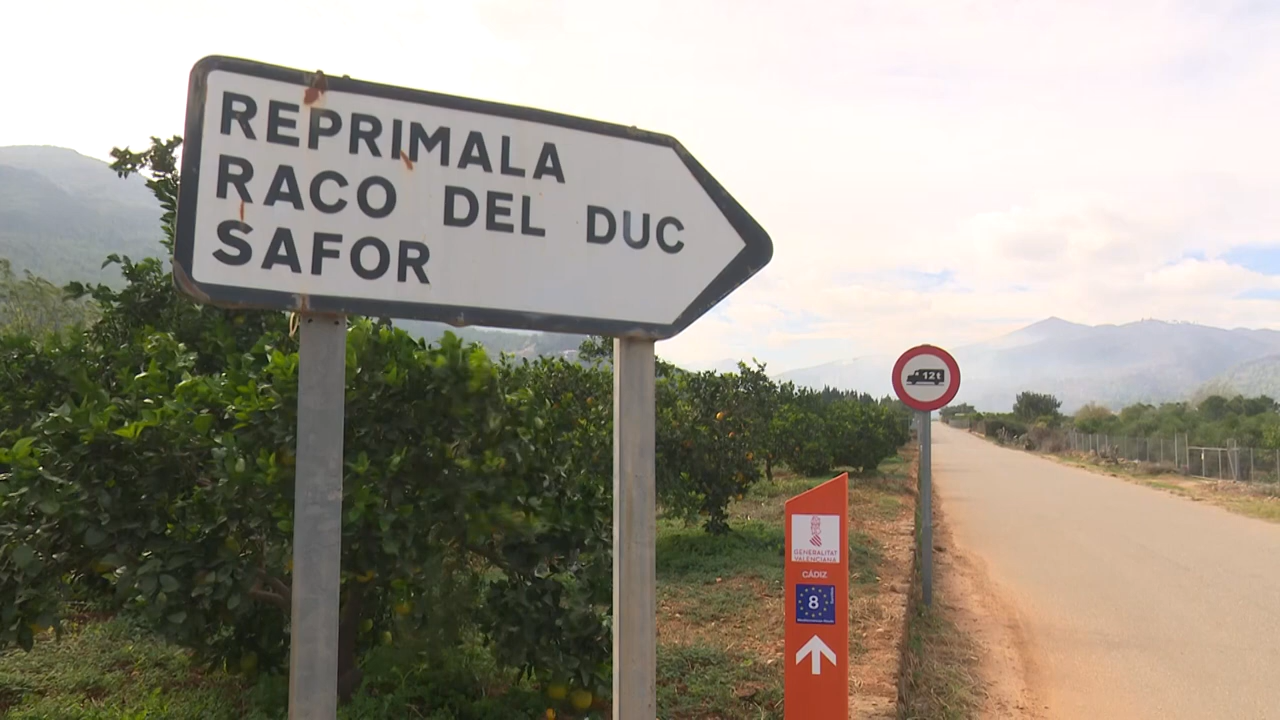 REPRIMALA
RACO DEL DUC
SAFOR
12t
GENERALITAT
VALENCIANA
CÁDIZ
8